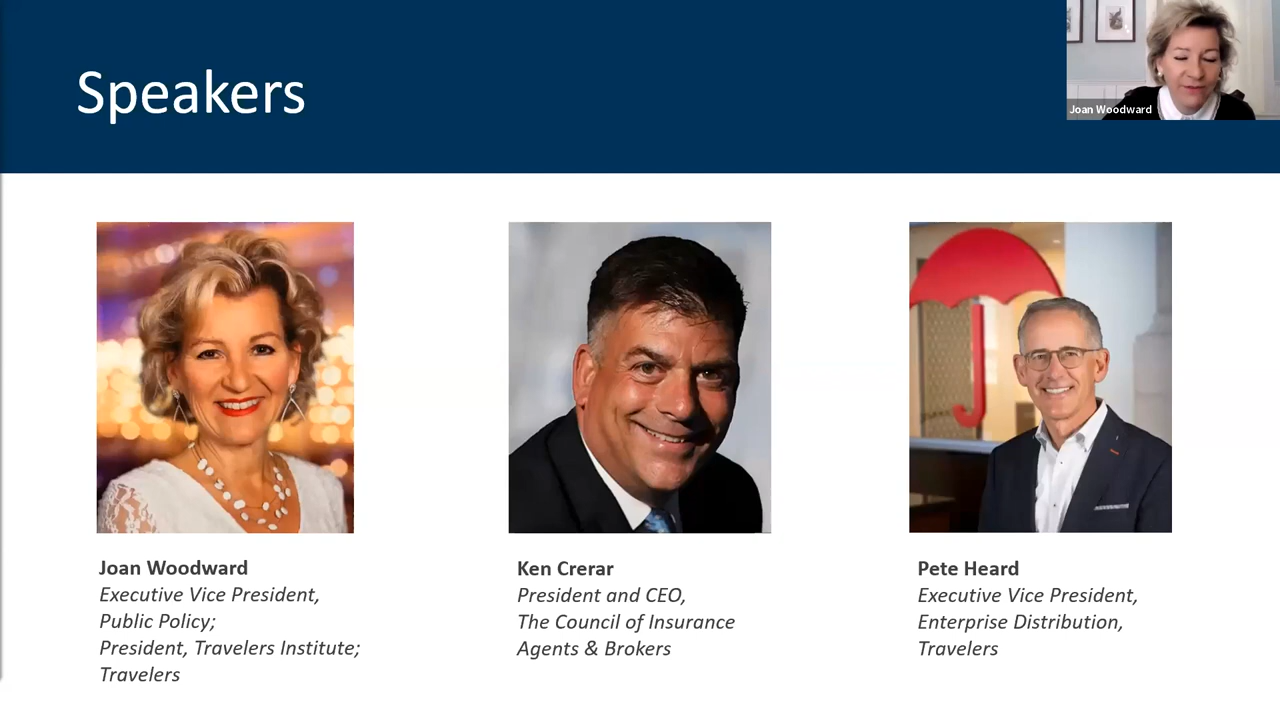 Speakers
Joan Woodward
Joan Woodward
Executive Vice President,
Public Policy;
President, Travelers Institute;
Travelers
Ken Crerar
President and CEO,
The Council of Insurance
Agents & Brokers
Pete Heard
Executive Vice President,
Enterprise Distribution,
Travelers